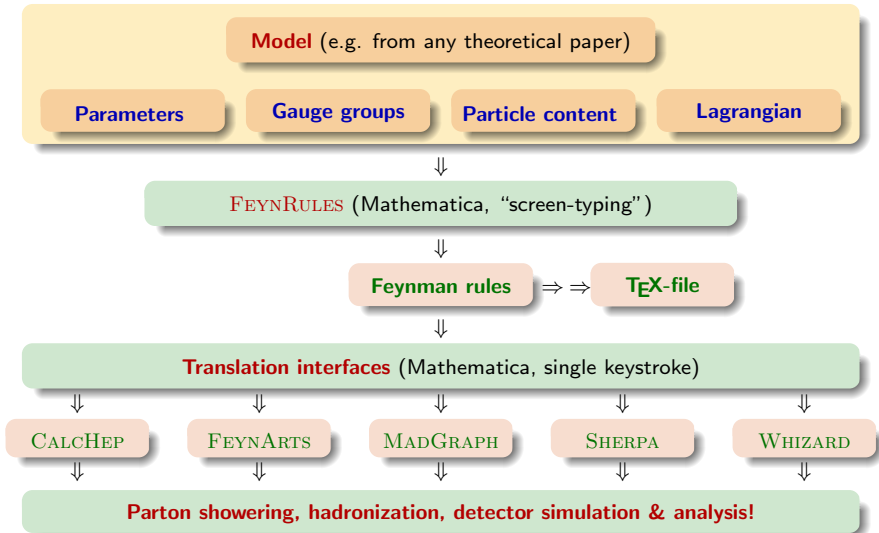 Model (e.g. from any theoretical paper)
Parameters
Gauge groups
Particle content
Lagrangian
⇓
FEYNRULES (Mathematica, “screen-typing”)
⇓
Feynman rules ⇒ ⇒ TEX-file
⇓
Translation interfaces (Mathematica, single keystroke)
⇓ ⇓ ⇓ ⇓ ⇓
CALCHEP
FEYNARTS
MADGRAPH
SHERPA
WHIZARD
⇓ ⇓ ⇓ ⇓ ⇓
Parton showering, hadronization, detector simulation & analysis!